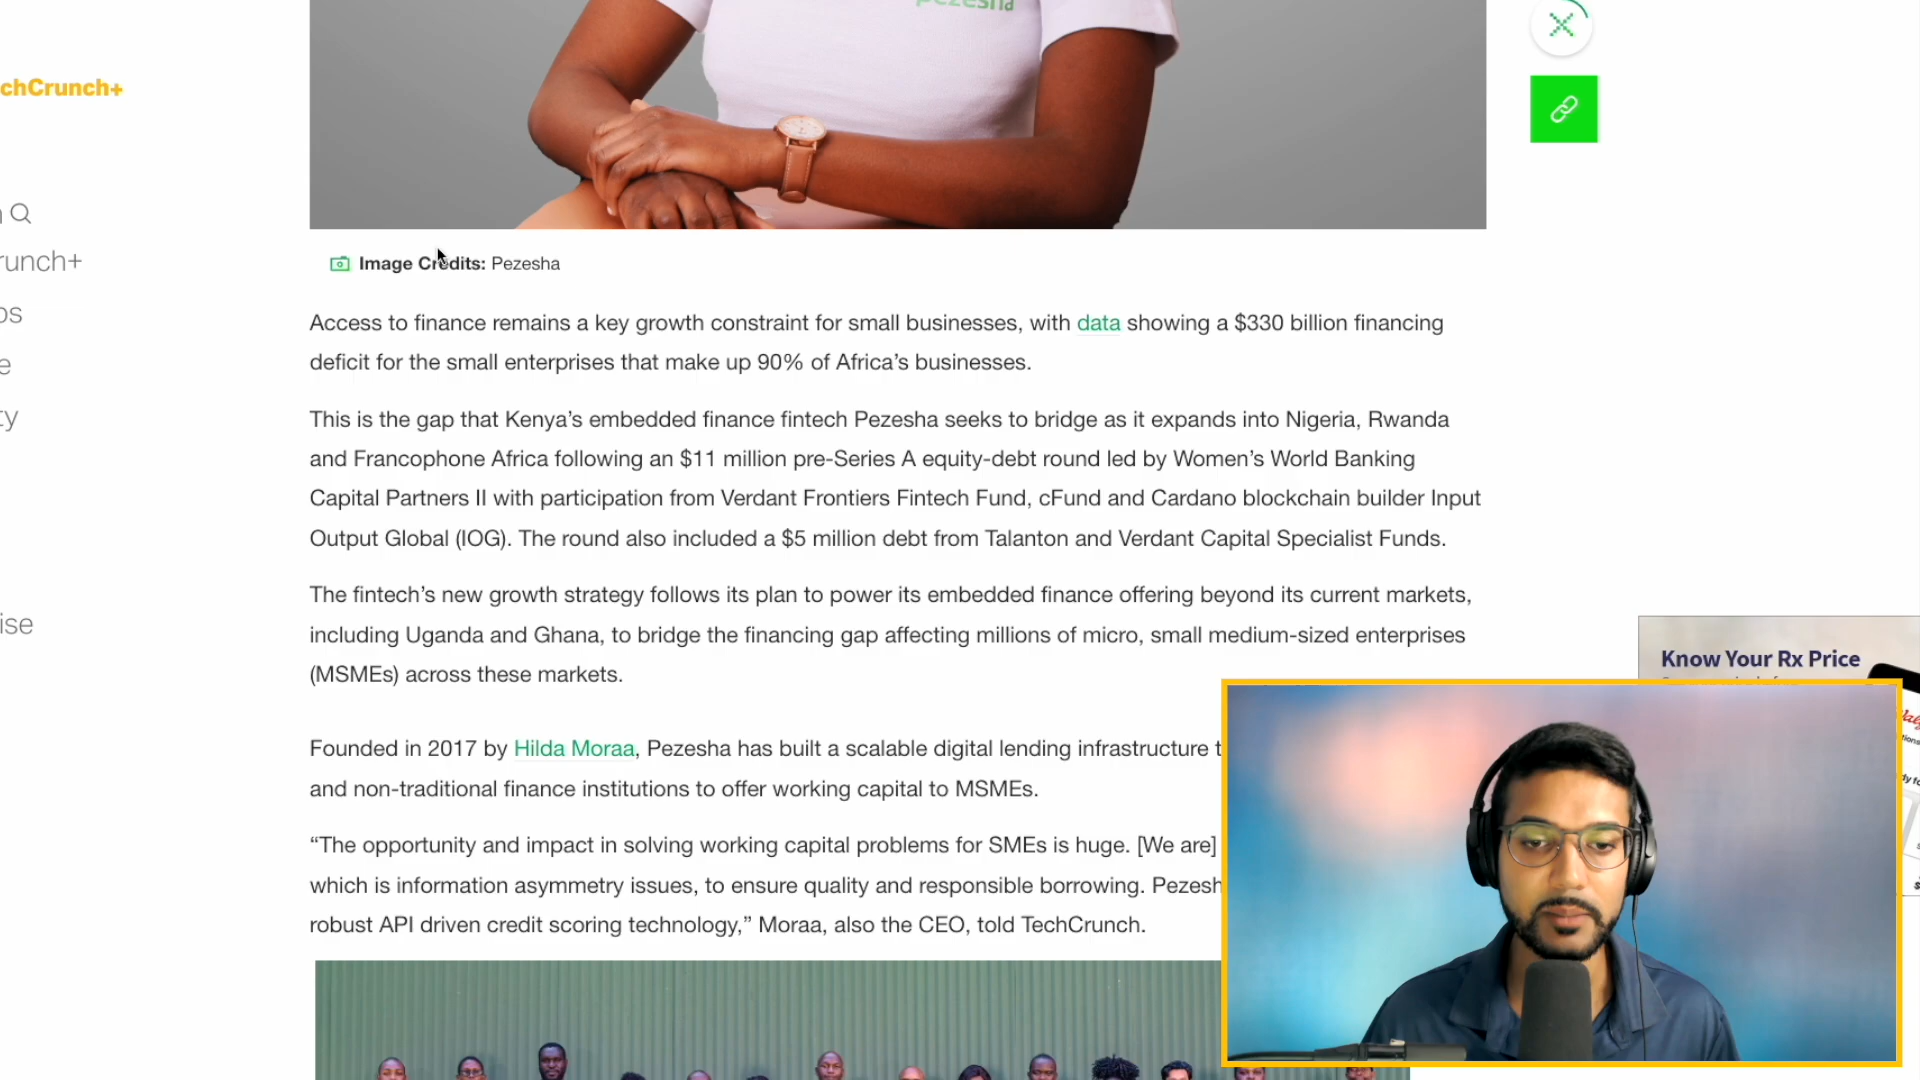 pezesha
chCrunch+
runch+
os
e
ty
ise
Image Credits: Pezesha
Access to finance remains a key growth constraint for small businesses, with data showing a $330 billion financing
deficit for the small enterprises that make up 90% of Africa’s businesses.
This is the gap that Kenya’s embedded finance fintech Pezesha seeks to bridge as it expands into Nigeria, Rwanda
and Francophone Africa following an $11 million pre-Series A equity-debt round led by Women’s World Banking
Capital Partners II with participation from Verdant Frontiers Fintech Fund, cFund and Cardano blockchain builder Input
Output Global (IOG). The round also included a $5 million debt from Talanton and Verdant Capital Specialist Funds.
The fintech’s new growth strategy follows its plan to power its embedded finance offering beyond its current markets,
including Uganda and Ghana, to bridge the financing gap affecting millions of micro, small medium-sized enterprises
(MSMEs) across these markets.
Know Your Rx Price
Founded in 2017 by Hilda Moraa, Pezesha has built a scalable digital lending infrastructure t
and non-traditional finance institutions to offer working capital to MSMEs.
“The opportunity and impact in solving working capital problems for SMEs is huge. [We are]
which is information asymmetry issues, to ensure quality and responsible borrowing. Pezesh
robust API driven credit scoring technology,” Moraa, also the CEO, told TechCrunch.